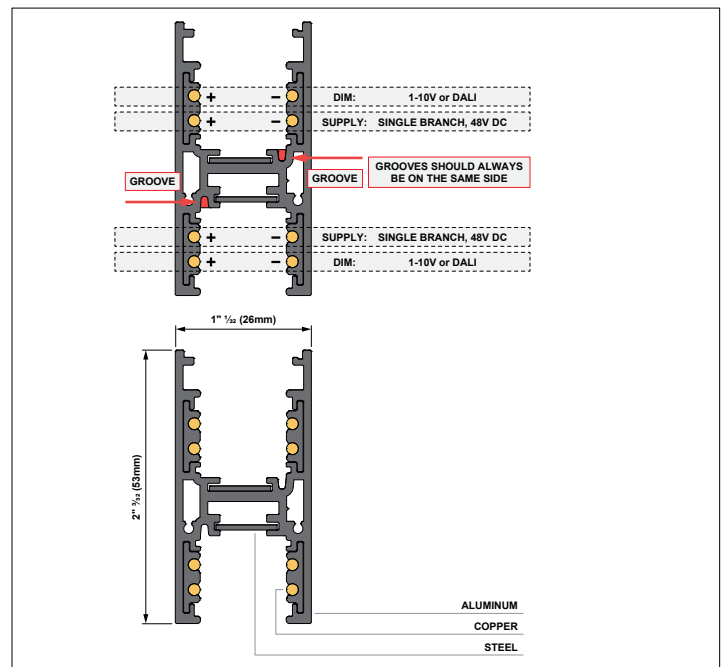 + − DIM: 1-10V or DALI
+ − SUPPLY: SINGLE BRANCH, 48V DC
GROOVE
GROOVE
GROOVES SHOULD ALWAYS
BE ON THE SAME SIDE
+ − SUPPLY: SINGLE BRANCH, 48V DC
+ − DIM: 1-10V or DALI
1" 1/32 (26mm)
2" 3/32 (53mm)
ALUMINUM
COPPER
STEEL